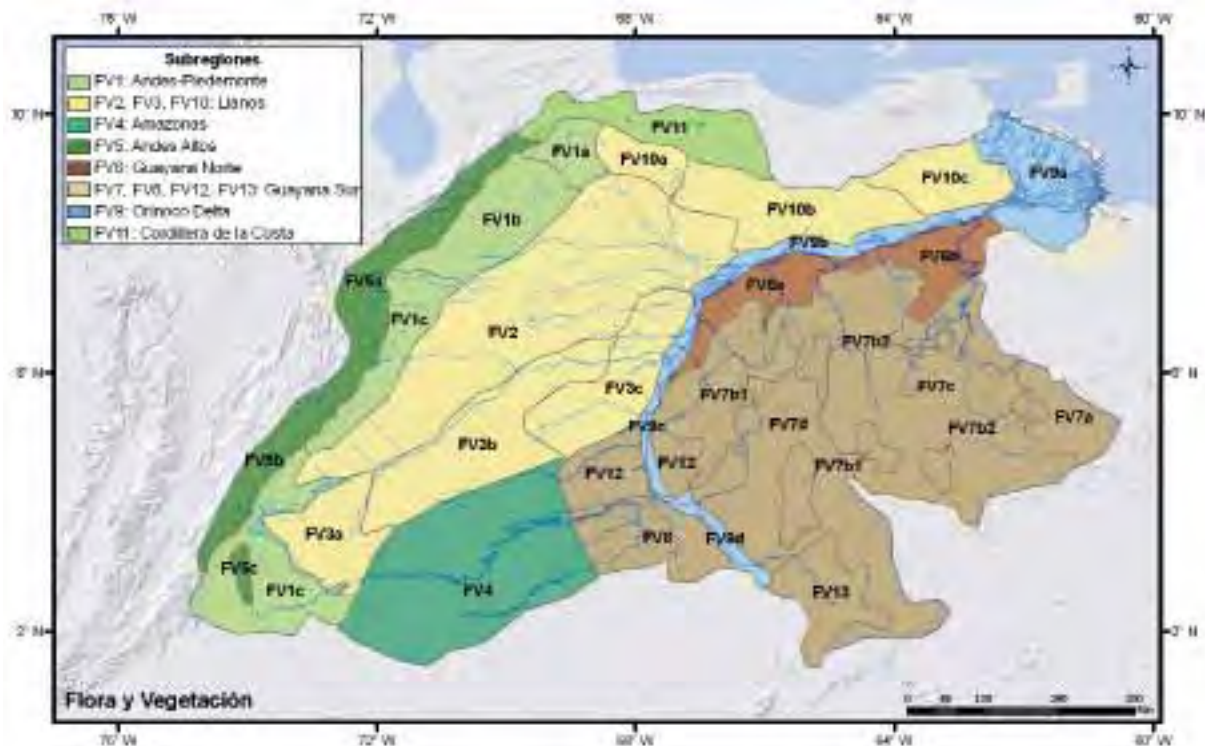 76° W 72° W 68° W 64° W 60° W
Subregiones
FV1: Andes-Piedemonte
FV2, FV3, FV10: Llanos
FV4: Amazonas
FV5: Andes Altos
FV6: Guayana Norte
FV7, FV8, FV12, FV13: Guayana Sur
FV9: Orinoco Delta
FV11: Cordillera de la Costa
10° N 10° N
FV11
FV1a
FV10a
FV10c
FV9a
FV1b
FV10b
FV9b
FV5a
FV6a
FV1c
FV2
FV7b3
FV3c
FV7b1
FV7c
FV7a
FV9c
FV7d
FV7b2
FV3b
FV5b
FV12
FV12
FV7b1
FV3a
FV8
FV9d
FV5c
FV1c
FV4
FV13
2° N 2° N
Flora y Vegetación
0
Km
76° W 72° W 68° W 64° W 60° W